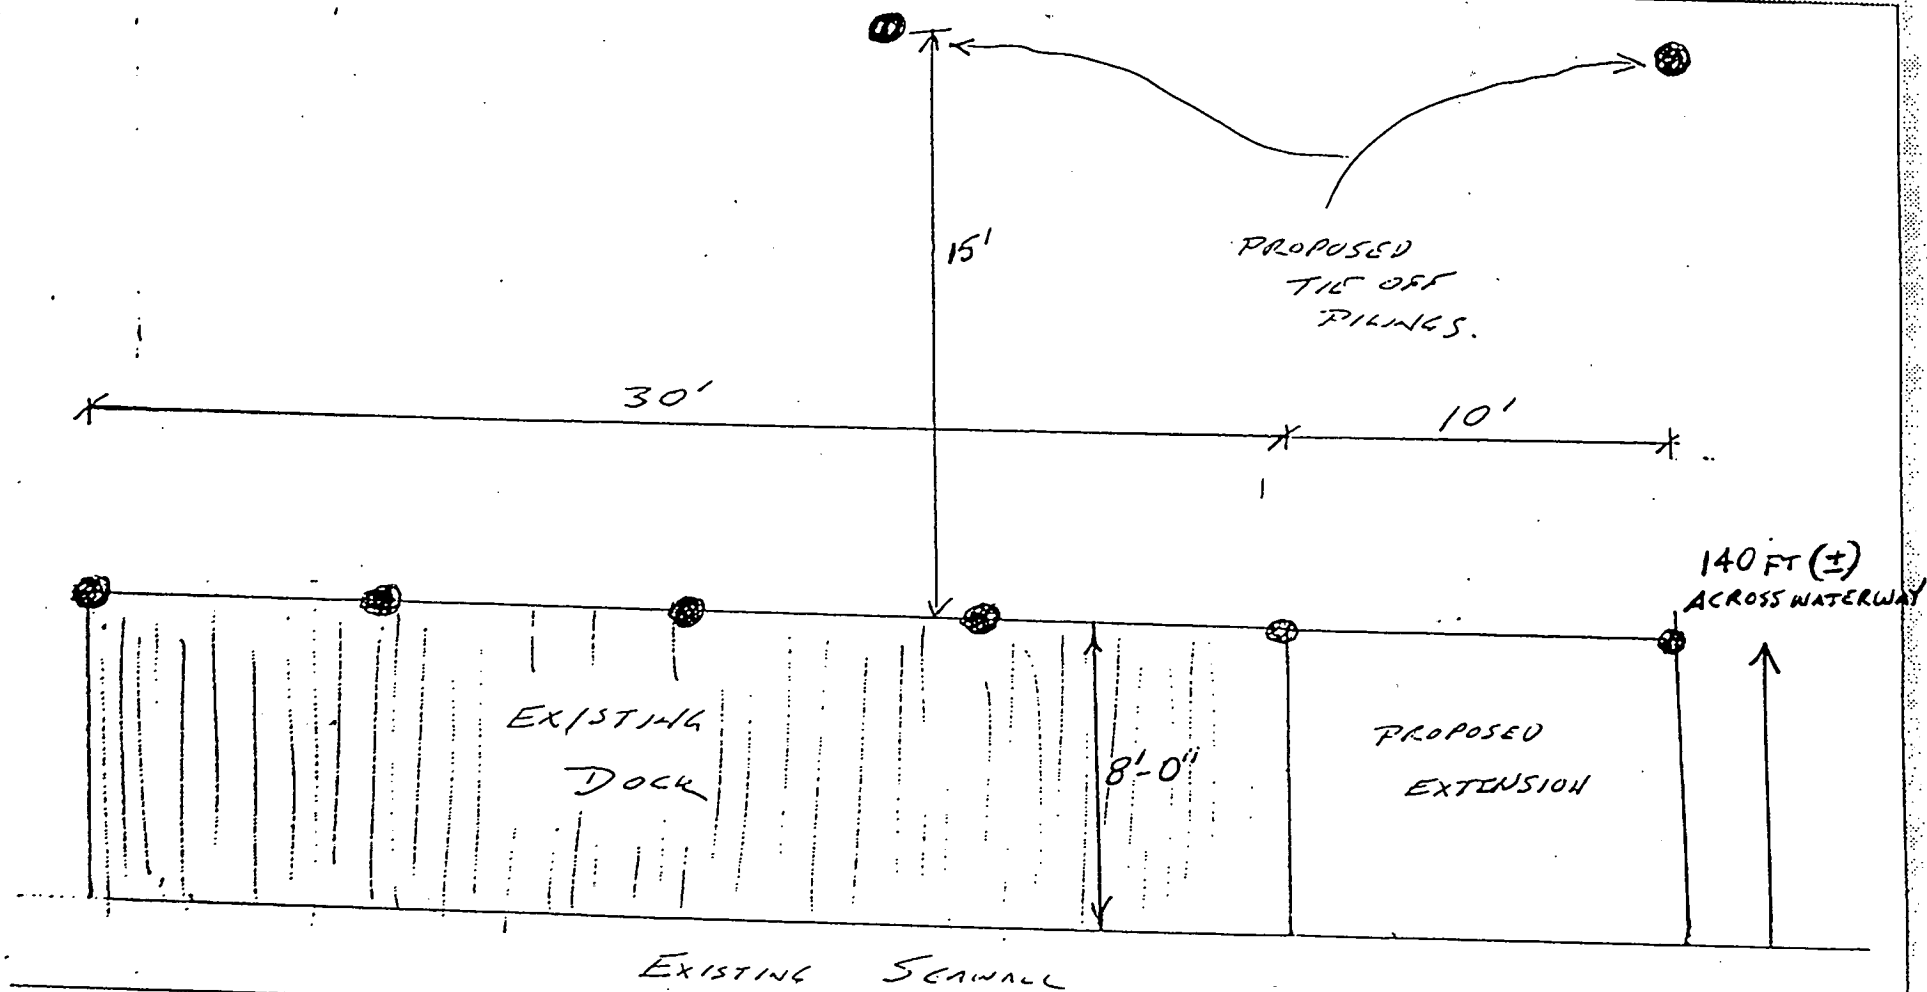 15'
PROPOSED
TIE OFF
PILINGS.
30'
10'
140 FT (±)
ACROSS WATERWAY
EXISTING
DOCK
8'-0"
PROPOSED
EXTENSION
EXISTING SEAWALL